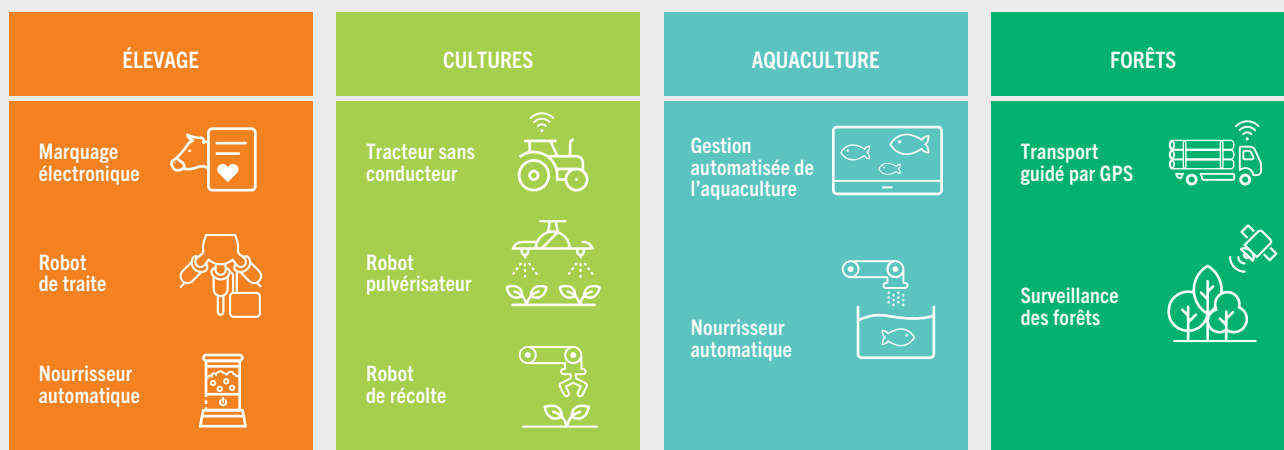 ÉLEVAGE
Marquage
électronique
Robot
de traite
Nourrisseur
automatique
CULTURES
Tracteur sans
conducteur
Robot
pulvérisateur
Robot
de récolte
AQUACULTURE
Gestion
automatisée de
l'aquaculture
Nourrisseur
automatique
FORÊTS
Transport
guidé par GPS
Surveillance
des forêts